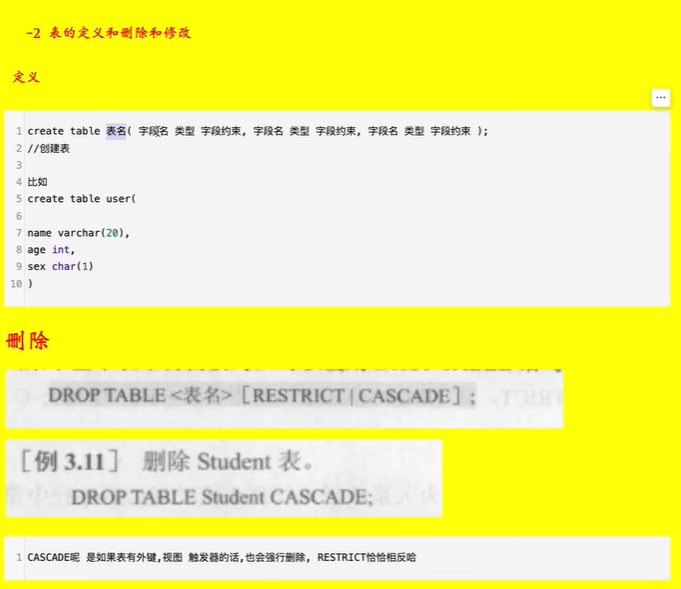 -2 表的定义和删除和修改
定义
...
1 create table 表名( 字段名 类型 字段约束, 字段名 类型 字段约束, 字段名 类型 字段约束 );
2 //创建表
3
4 比如
5 create table user(
6
7 name varchar(20),
8 age int,
9 sex char(1)
10 )
删除
DROP TABLE <表名> [RESTRICT | CASCADE] ;
[例 3.11] 删除 Student 表。
DROP TABLE Student CASCADE;
1 CASCADE呢 是如果表有外键,视图 触发器的话,也会强行删除, RESTRICT恰恰相反哈